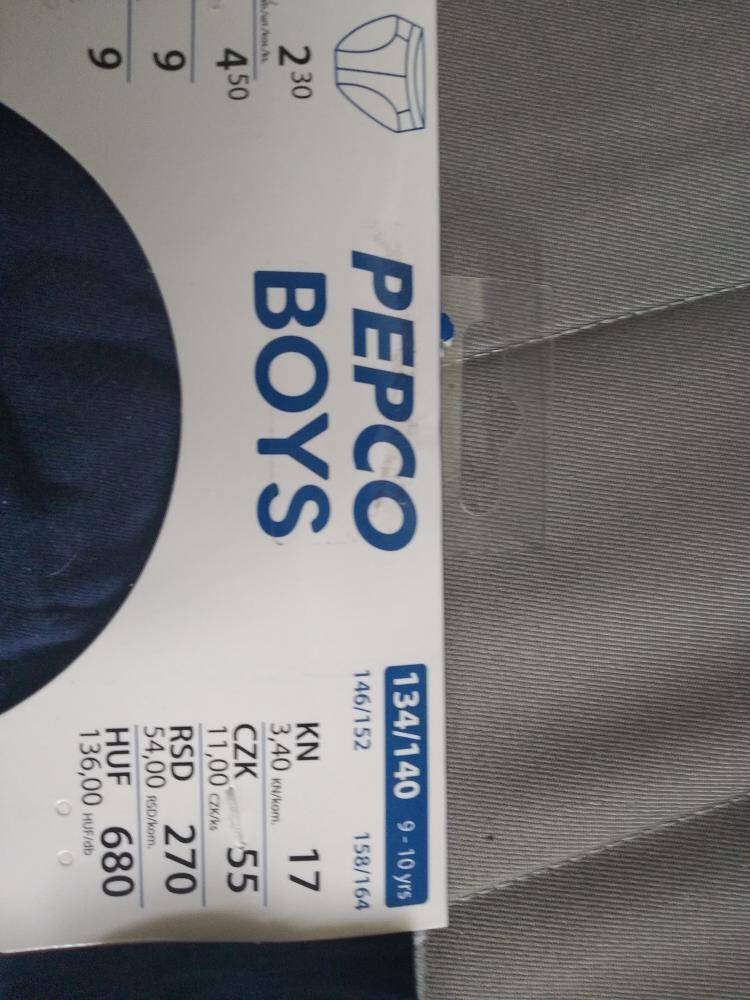 PEPCO
BOYS
2 30
4 50
9
9
134/140 9 - 10 yrs
146/152 158/164
KN 17
3,40 KN/kom.
CZK 55
11,00 CZK/ks
RSD 270
54,00 RSD/kom.
HUF 680
136,00 HUF/db